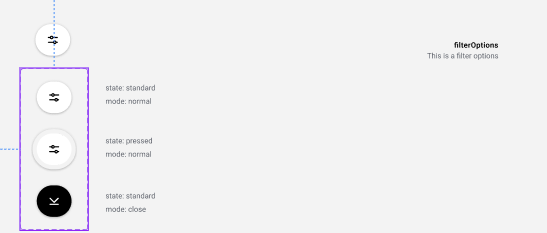 filterOptions
This is a filter options
state: standard
mode: normal
state: pressed
mode: normal
state: standard
mode: close